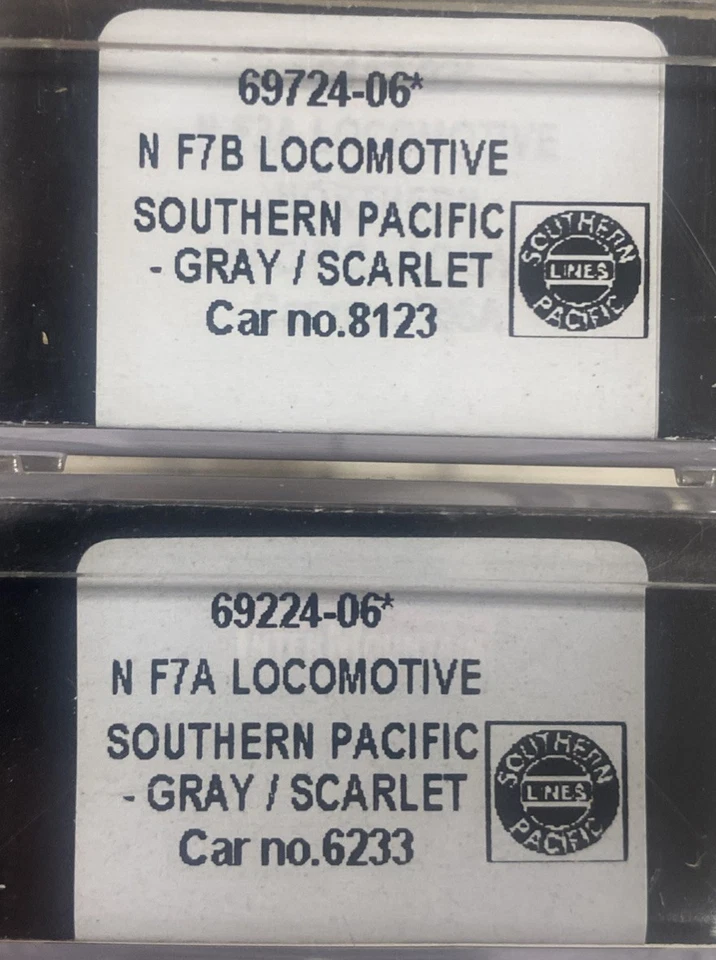 69724-06*
N F7B LOCOMOTIVE
SOUTHERN PACIFIC
- GRAY / SCARLET
Car no.8123
SOUTHERN
LINES
PACIFIC
69224-06*
N F7A LOCOMOTIVE
SOUTHERN PACIFIC
- GRAY / SCARLET
Car no.6233
SOUTHERN
LINES
PACIFIC